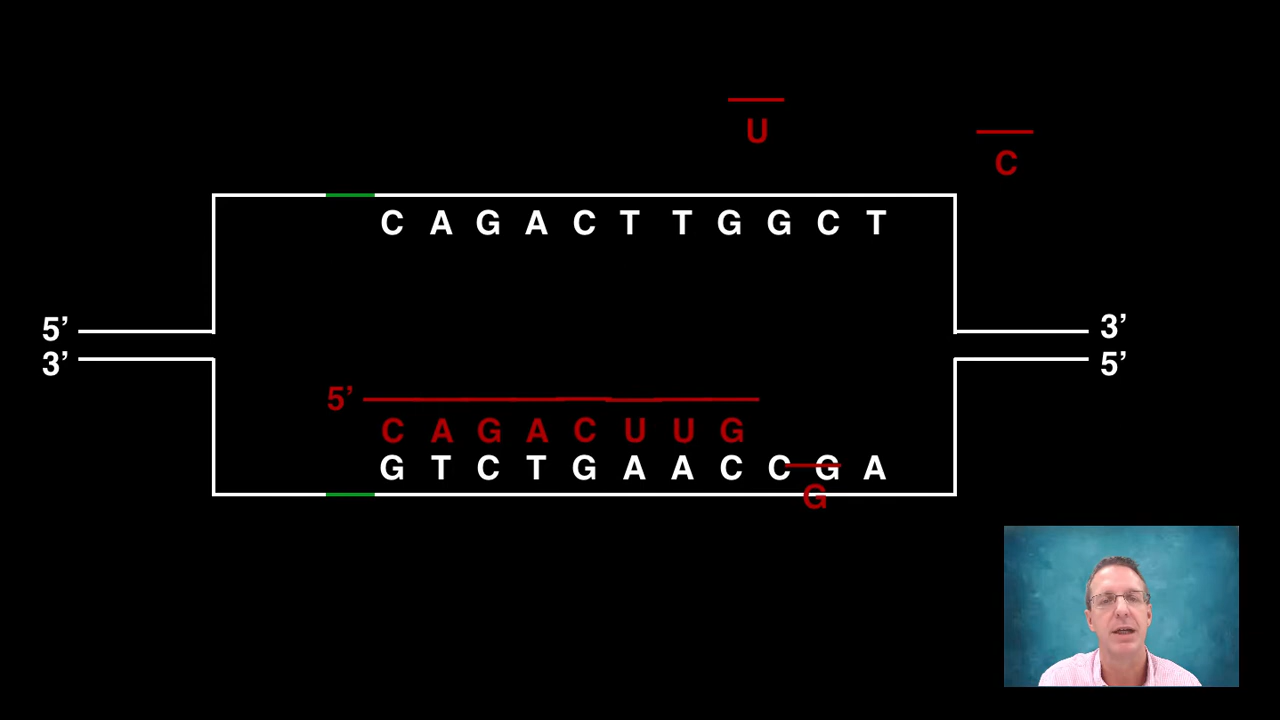 U
C
C A G A C T T G G C T
5’ 3’
3’ 5’
5’
C A G A C U U G
G T C T G A A C C G A
G